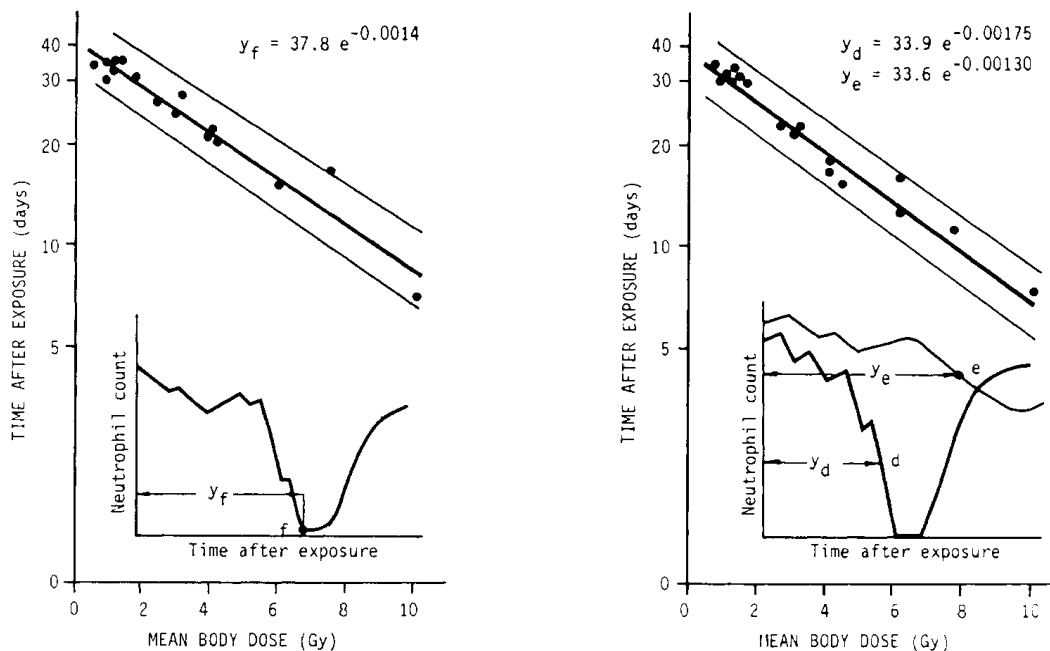 y_f = 37.8 e^-0.0014
40
30
20
10
5
0
TIME AFTER EXPOSURE (days)
Neutrophil count
y_f
f
Time after exposure
0 2 4 6 8 10
MEAN BODY DOSE (Gy)
y_d = 33.9 e^-0.00175
y_e = 33.6 e^-0.00130
40
30
20
10
5
0
TIME AFTER EXPOSURE (days)
Neutrophil count
y_e
e
y_d
d
Time after exposure
0 2 4 6 8 10
MEAN BODY DOSE (Gy)